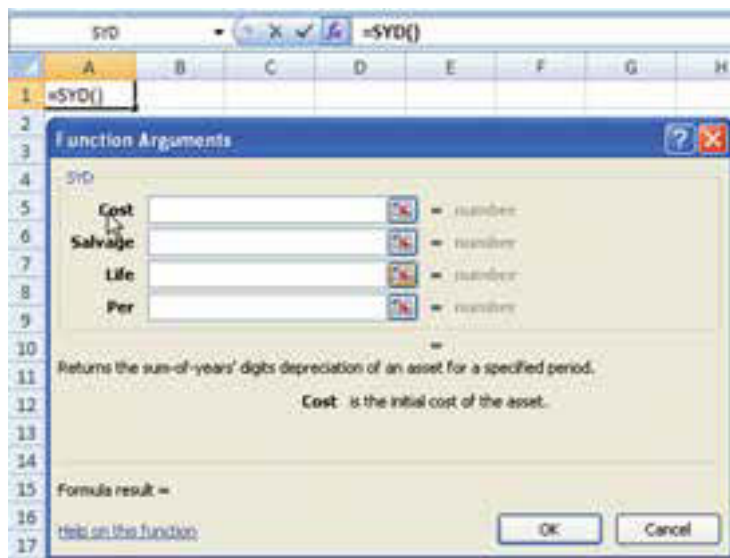 SYD =SYD()
A B C D E F G H
1 =SYD()
2
3 Function Arguments
4 SYD
5 Cost = number
6 Salvage = number
7 Life = number
8
9 Per = number
10 =
11 Returns the sum-of-years' digits depreciation of an asset for a specified period.
12 Cost is the initial cost of the asset.
13
14
15 Formula result =
16
17 Help on this function OK Cancel